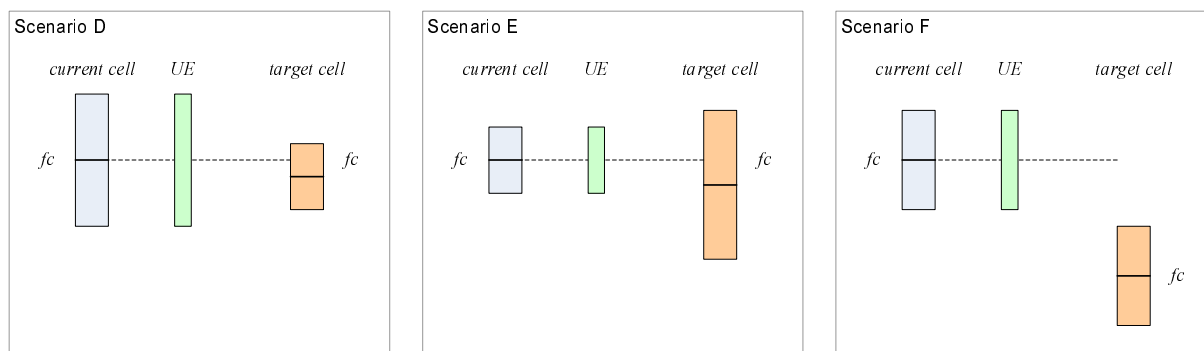 Scenario D
current cell UE target cell
fc fc
Scenario E
current cell UE target cell
fc fc
Scenario F
current cell UE target cell
fc
fc